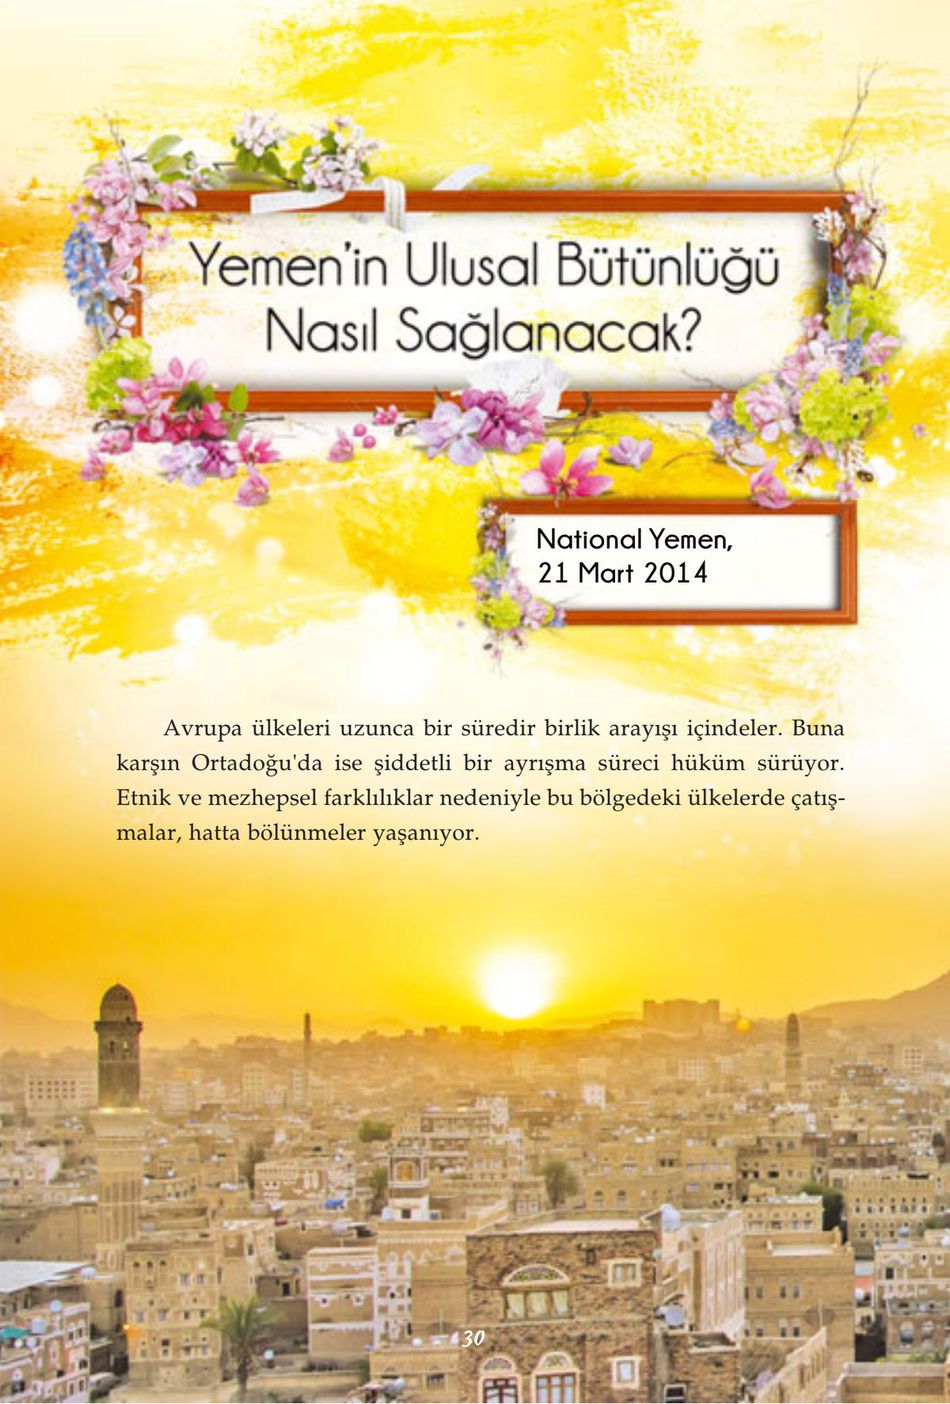 Yemen'in Ulusal Bütünlüğü
Nasıl Sağlanacak?
National Yemen,
21 Mart 2014
Avrupa ülkeleri uzunca bir süredir birlik arayışı içindeler. Buna
karşın Ortadoğu'da ise şiddetli bir ayrışma süreci hüküm sürüyor.
Etnik ve mezhepsel farklılıklar nedeniyle bu bölgedeki ülkelerde çatış-
malar, hatta bölünmeler yaşanıyor.
30